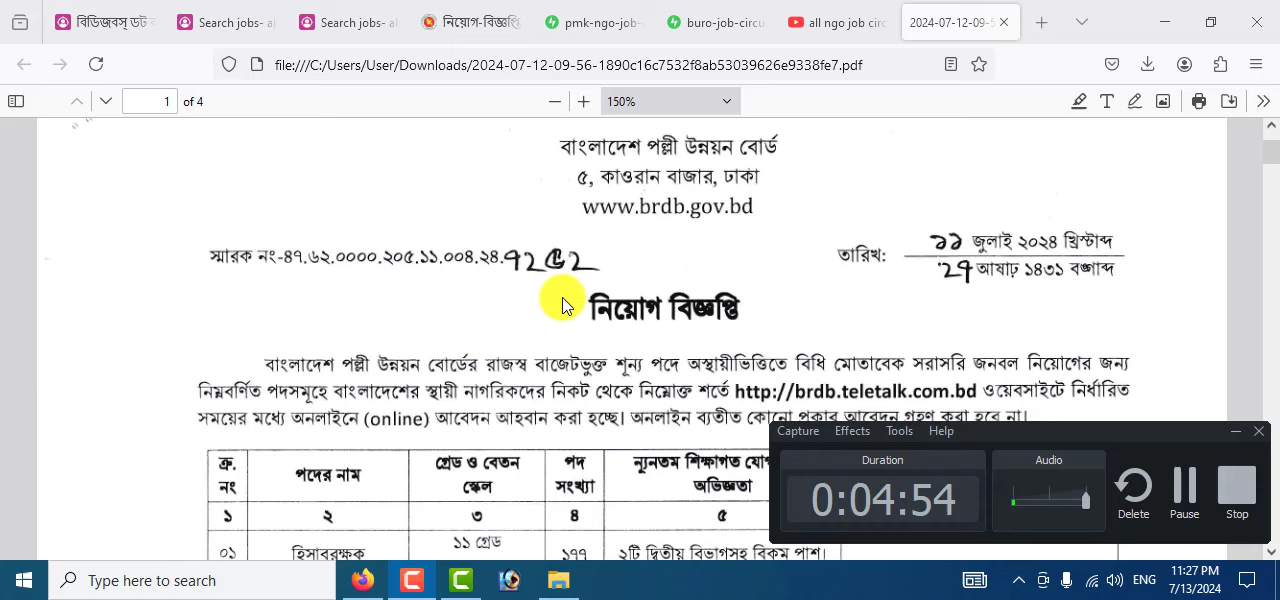 বিডিজবস্ ডট ব
Search jobs- al
Search jobs- al
নিয়োগ-বিজ্ঞপ্তি
pmk-ngo-job-
buro-job-circu
all ngo job circ
2024-07-12-09-5
file:///C:/Users/User/Downloads/2024-07-12-09-56-1890c16c7532f8ab53039626e9338fe7.pdf
1 of 4
150%
বাংলাদেশ পল্লী উন্নয়ন বোর্ড
৫, কাওরান বাজার, ঢাকা
www.brdb.gov.bd
স্মারক নং-৪৭.৬২.০০০০.২০৫.১১.০০৪.২৪.
তারিখ: ১১ জুলাই ২০২৪ খ্রিস্টাব্দ
২৭ আষাঢ় ১৪৩১ বঙ্গাব্দ
নিয়োগ বিজ্ঞপ্তি
বাংলাদেশ পল্লী উন্নয়ন বোর্ডের রাজস্ব বাজেটভুক্ত শূন্য পদে অস্থায়ীভিত্তিতে বিধি মোতাবেক সরাসরি জনবল নিয়োগের জন্য
নিম্নবর্ণিত পদসমূহে বাংলাদেশের স্থায়ী নাগরিকদের নিকট থেকে নিম্নোক্ত শর্তে http://brdb.teletalk.com.bd ওয়েবসাইটে নির্ধারিত
সময়ের মধ্যে অনলাইনে (online) আবেদন আহবান করা হচ্ছে। অনলাইন ব্যতীত কোনো প্রকার আবেদন গ্রহণ করা হবে না।
ক্র. নং
পদের নাম
গ্রেড ও বেতন স্কেল
পদ সংখ্যা
ন্যূনতম শিক্ষাগত যো
অভিজ্ঞতা
১ ২ ৩ ৪ ৫
০১ হিসাবরক্ষক ১১ গ্রেড ১৭৭ ২টি দ্বিতীয় বিভাগসহ বিকম পাশ।
Capture Effects Tools Help
Duration
0:04:54
Audio
Delete Pause Stop
Type here to search
ENG
11:27 PM
7/13/2024